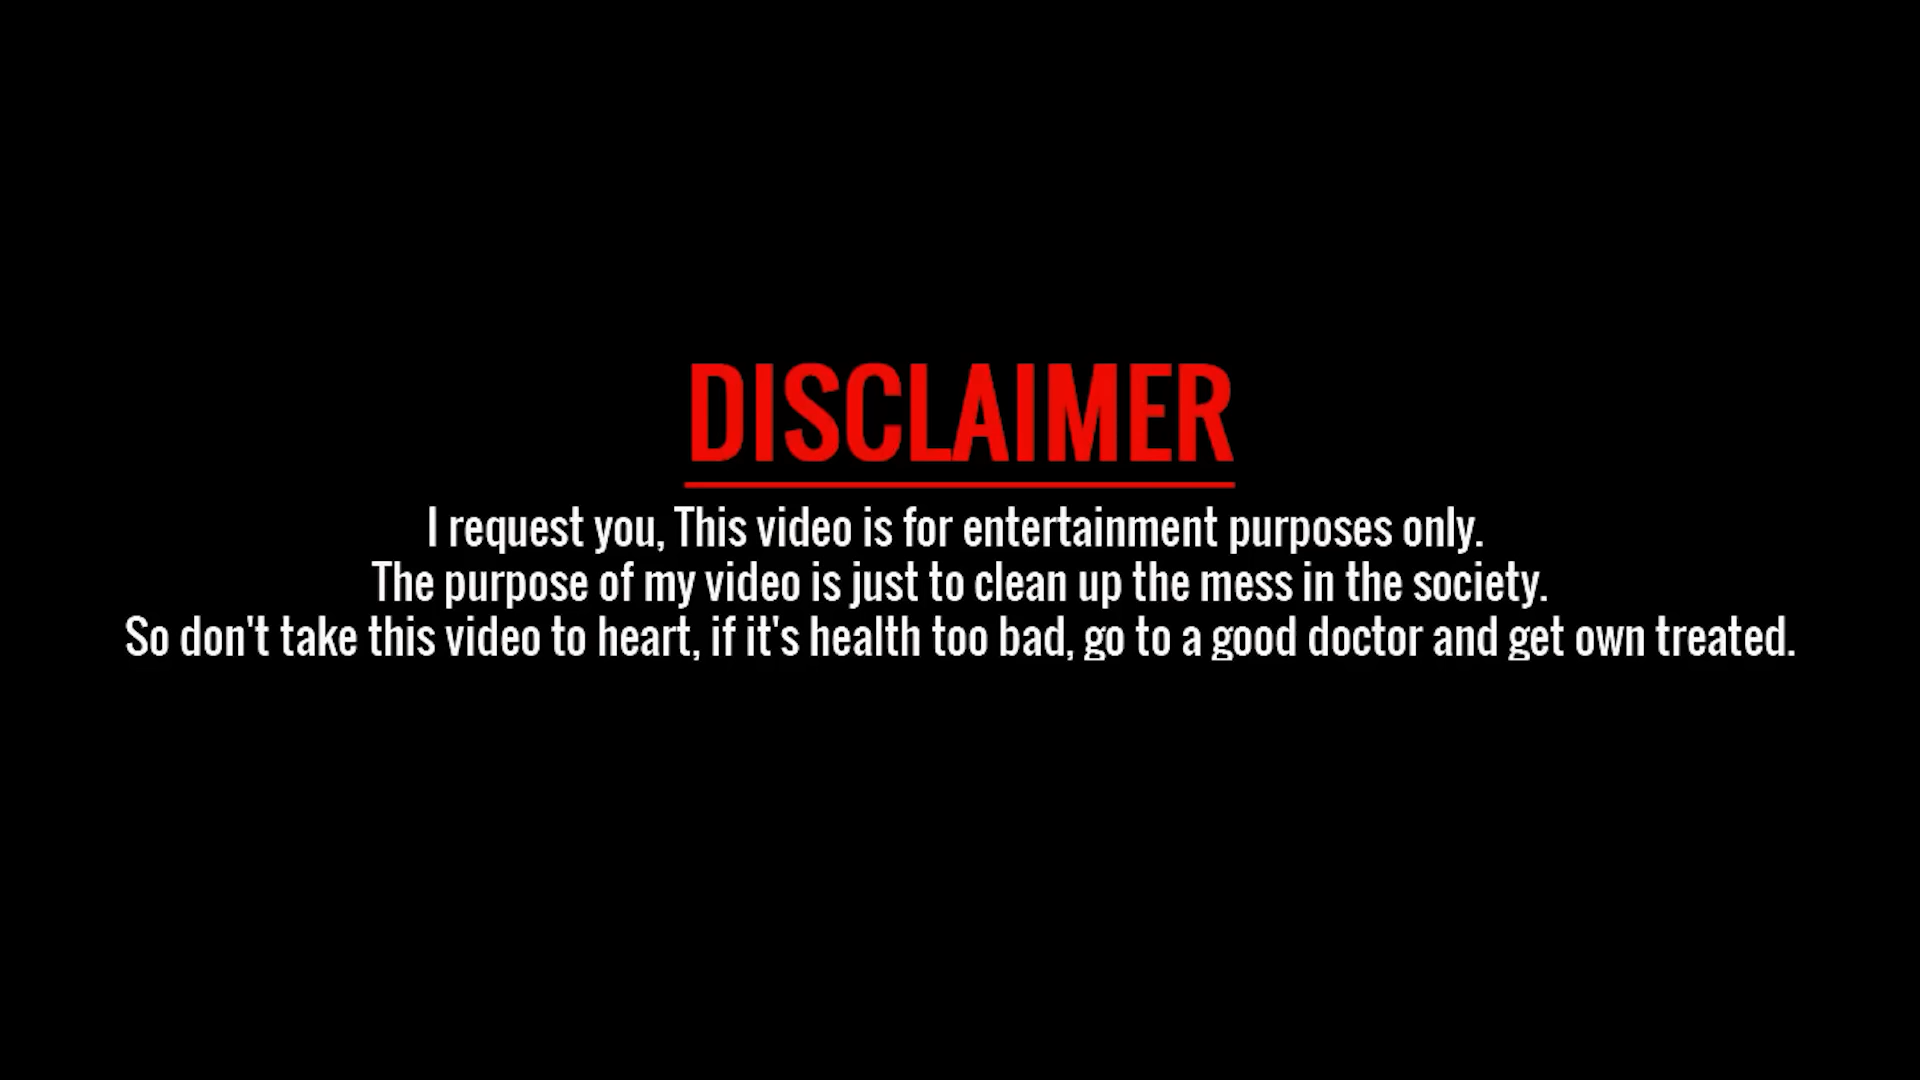 DISCLAIMER
I request you, This video is for entertainment purposes only.
The purpose of my video is just to clean up the mess in the society.
So don't take this video to heart, if it's health too bad, go to a good doctor and get own treated.